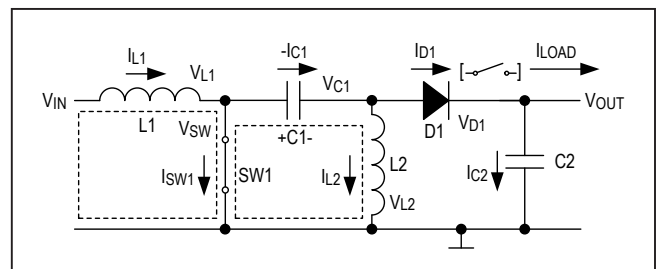 IL1
VL1
-IC1
VC1
ID1
[ ]
ILOAD
VIN
L1
VSW
+C1-
D1
VD1
VOUT
ISW1
SW1
IL2
L2
VL2
IC2
C2